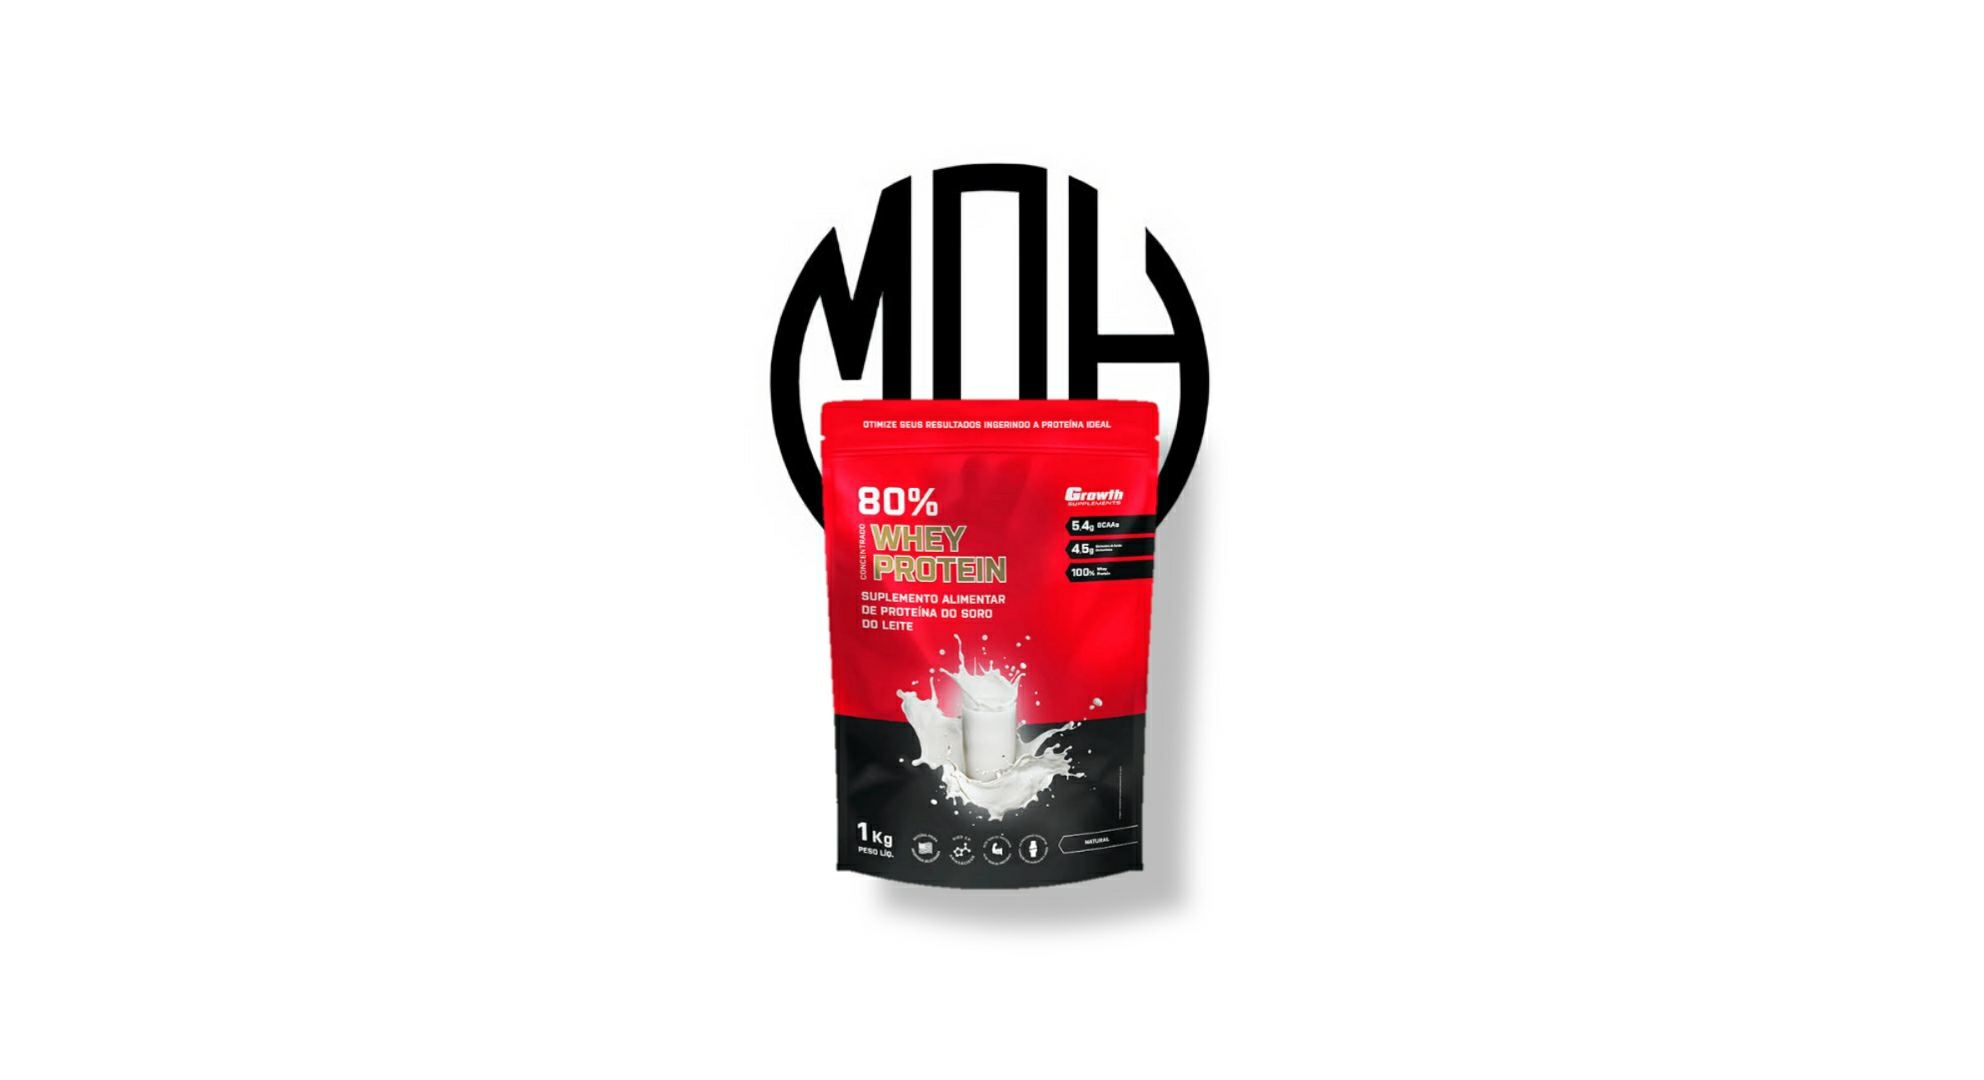 MOH
OTIMIZE SEUS RESULTADOS INGERINDO A PROTEÍNA IDEAL
80%
CONCENTRADO
WHEY
PROTEIN
SUPLEMENTO ALIMENTAR
DE PROTEÍNA DO SORO
DO LEITE
Growth
SUPPLEMENTS
5,4g BCAAs
4,5g
100% Whey
Protein
1Kg
PESO LÍQ.
NATURAL